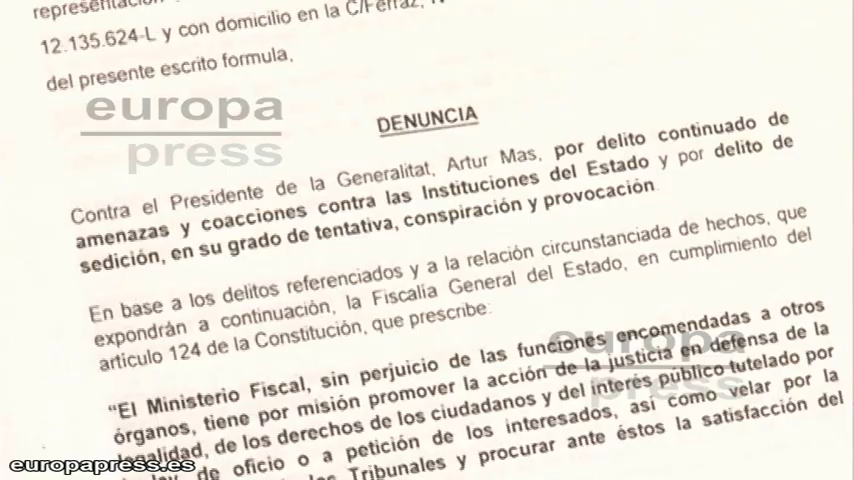 representación
12.135.624-L y con domicilio en la C/Ferraz,
del presente escrito formula,
europa
press
DENUNCIA
Contra el Presidente de la Generalitat, Artur Mas, por delito continuado de
amenazas y coacciones contra las Instituciones del Estado y por delito de
sedición, en su grado de tentativa, conspiración y provocación.
En base a los delitos referenciados y a la relación circunstanciada de hechos, que
expondrán a continuación, la Fiscalía General del Estado, en cumplimiento del
artículo 124 de la Constitución, que prescribe:
europa
press
“El Ministerio Fiscal, sin perjuicio de las funciones encomendadas a otros
órganos, tiene por misión promover la acción de la justicia en defensa de la
legalidad, de los derechos de los ciudadanos y del interés público tutelado por
ley, de oficio o a petición de los interesados, así como velar por la
los Tribunales y procurar ante éstos la satisfacción del
europapress.es